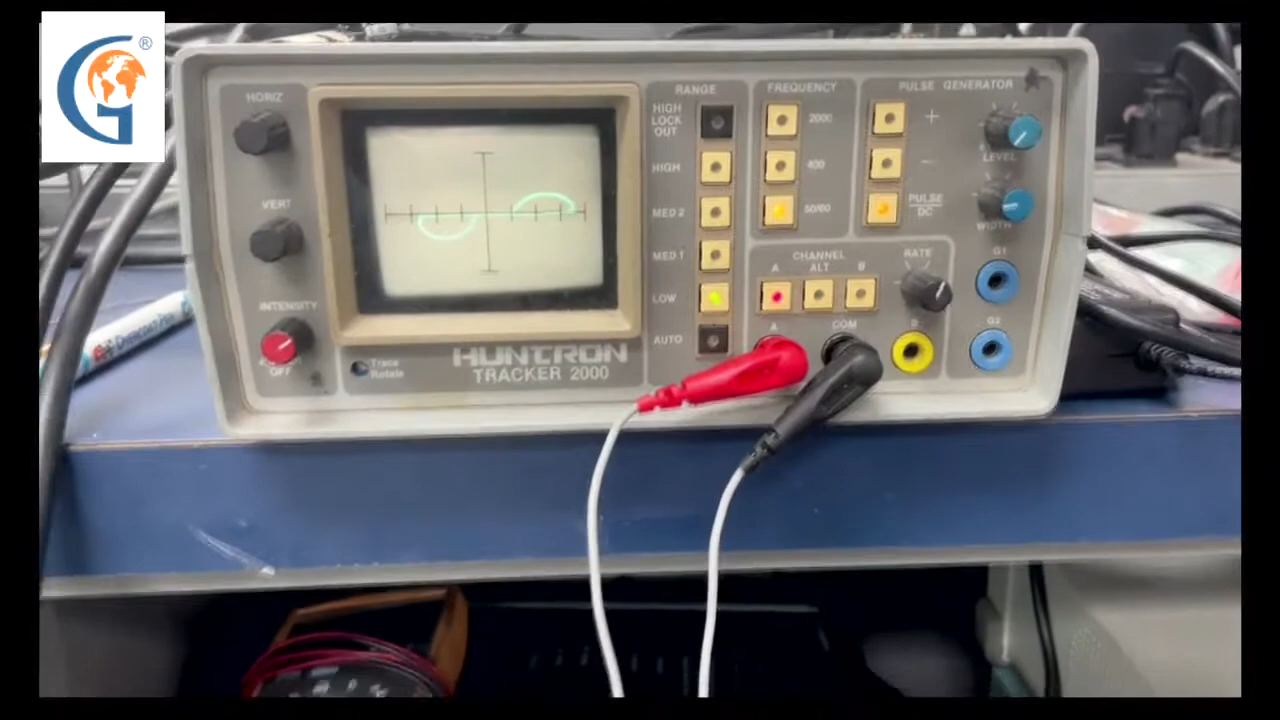 G®
HORIZ
VERT
INTENSITY
OFF
Trace
Rotate
HUNTRON
TRACKER 2000
RANGE
HIGH
LOCK
OUT
HIGH
MED 2
MED 1
LOW
AUTO
FREQUENCY
2000
400
50/60
CHANNEL
A
ALT
B
A
COM
B
PULSE GENERATOR
+
-
PULSE
DC
LEVEL
WIDTH
RATE
G1
G2